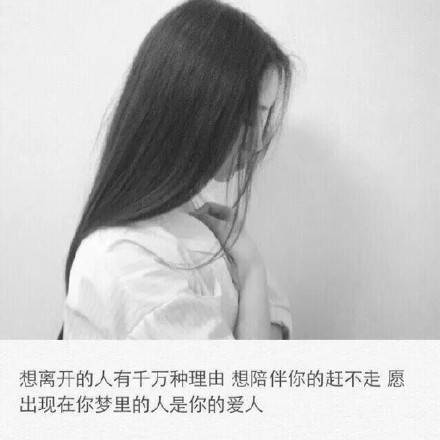 想离开的人有千万种理由 想陪伴你的赶不走 愿
出现在你梦里的人是你的爱人